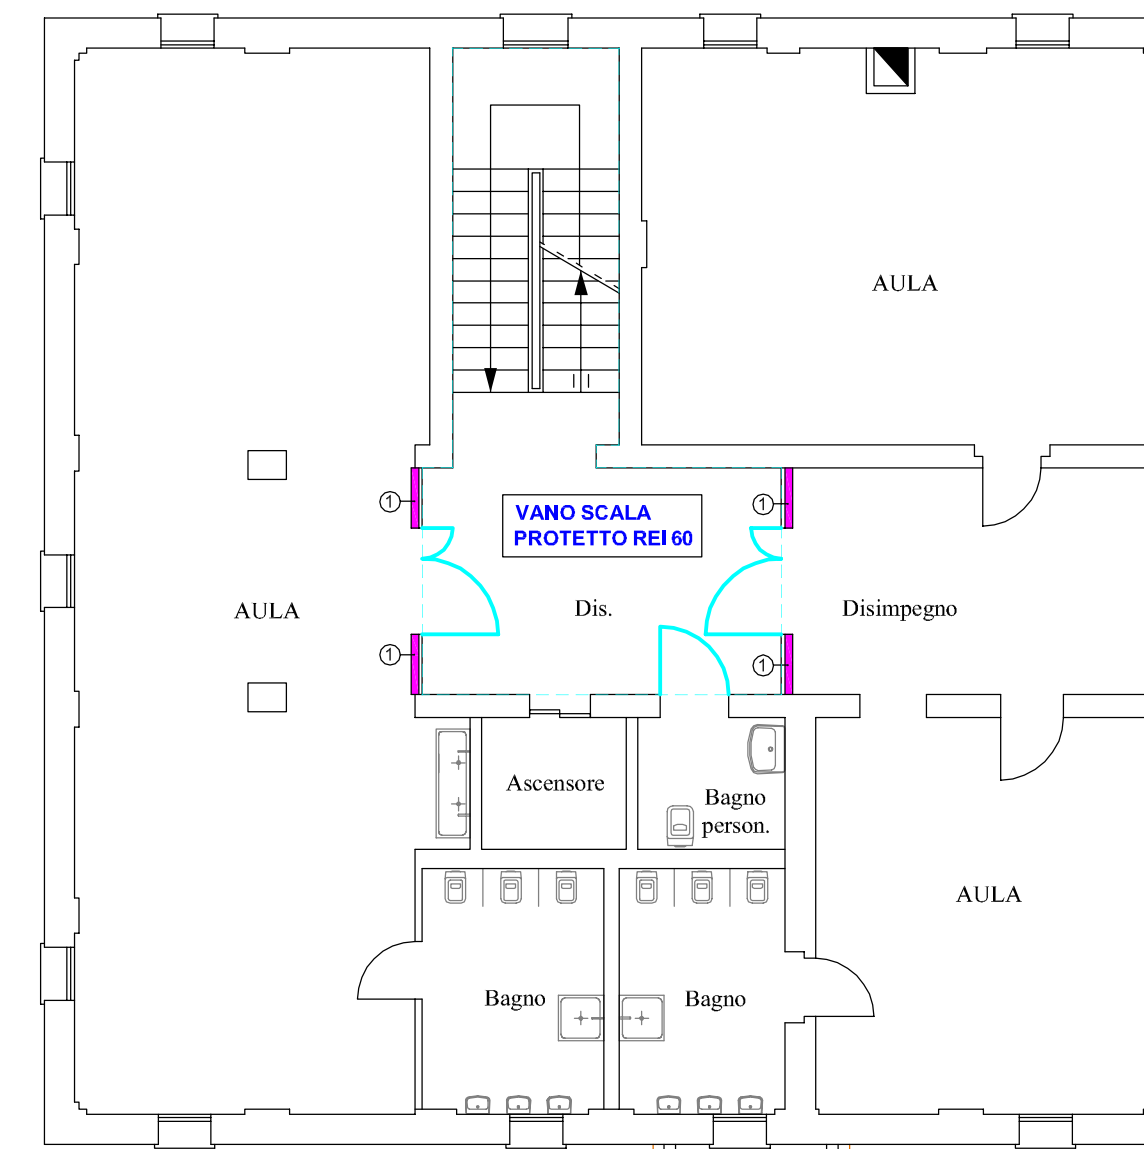 AULA
1
1
VANO SCALA
PROTETTO REI 60
AULA
Dis.
Disimpegno
1
1
Ascensore
Bagno
person.
AULA
Bagno
Bagno